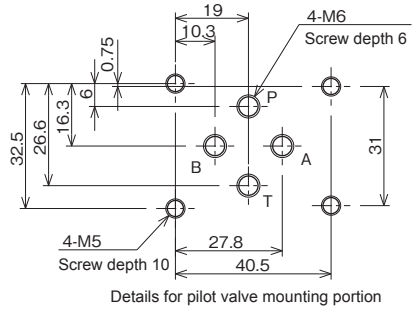 19
10.3
4-M6
Screw depth 6
0.75
6
16.3
26.6
32.5
P
B
A
T
31
4-M5
Screw depth 10
27.8
40.5
Details for pilot valve mounting portion